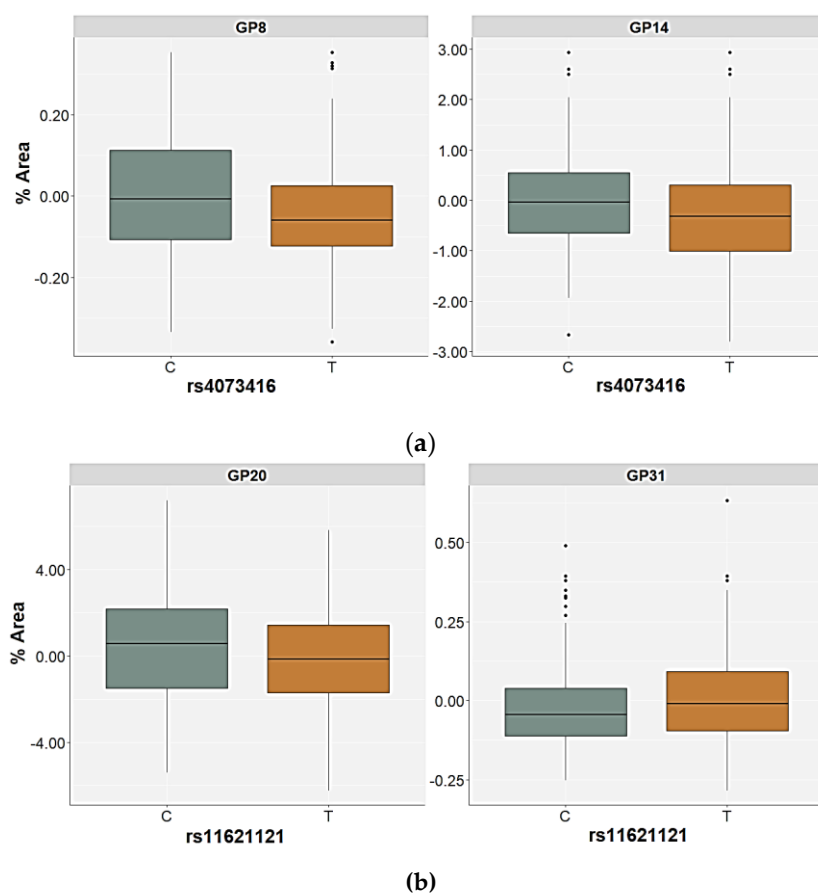 GP8 GP14
% Area
0.20
0.00
-0.20
3.00
2.00
1.00
0.00
-1.00
-2.00
-3.00
C T C T
rs4073416 rs4073416
(a)
GP20 GP31
% Area
4.00
0.00
-4.00
0.50
0.25
0.00
-0.25
C T C T
rs11621121 rs11621121
(b)